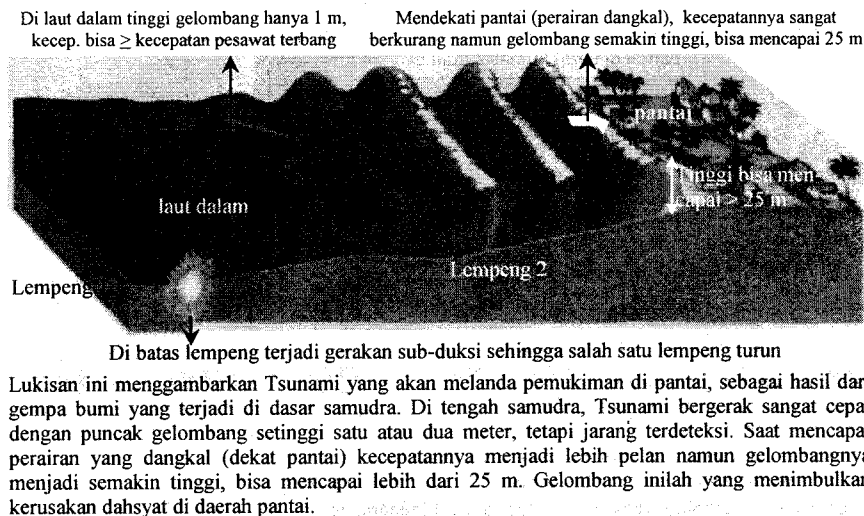 Di laut dalam tinggi gelombang hanya 1 m,
kecep. bisa ≥ kecepatan pesawat terbang
Mendekati pantai (perairan dangkal), kecepatannya sangat
berkurang namun gelombang semakin tinggi, bisa mencapai 25 m
pantai
Tinggi bisa men-
capai > 25 m
laut dalam
Lempeng 2
Lempeng
Di batas lempeng terjadi gerakan sub-duksi sehingga salah satu lempeng turun
Lukisan ini menggambarkan Tsunami yang akan melanda pemukiman di pantai, sebagai hasil dar
gempa bumi yang terjadi di dasar samudra. Di tengah samudra, Tsunami bergerak sangat cepa
dengan puncak gelombang setinggi satu atau dua meter, tetapi jarang terdeteksi. Saat mencapa
perairan yang dangkal (dekat pantai) kecepatannya menjadi lebih pelan namun gelombangnya
menjadi semakin tinggi, bisa mencapai lebih dari 25 m. Gelombang inilah yang menimbulkan
kerusakan dahsyat di daerah pantai.